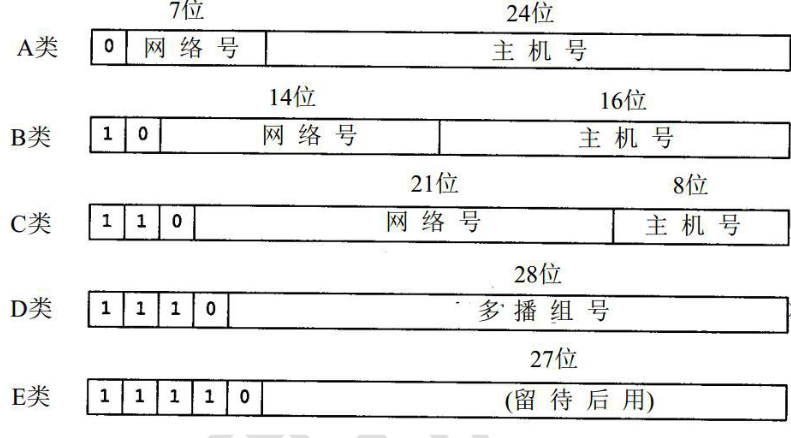 7位 24位
A类 0 网络号 主机号
14位 16位
B类 1 0 网络号 主机号
21位 8位
C类 1 1 0 网络号 主机号
28位
D类 1 1 1 0 多播组号
27位
E类 1 1 1 1 0 (留待后用)